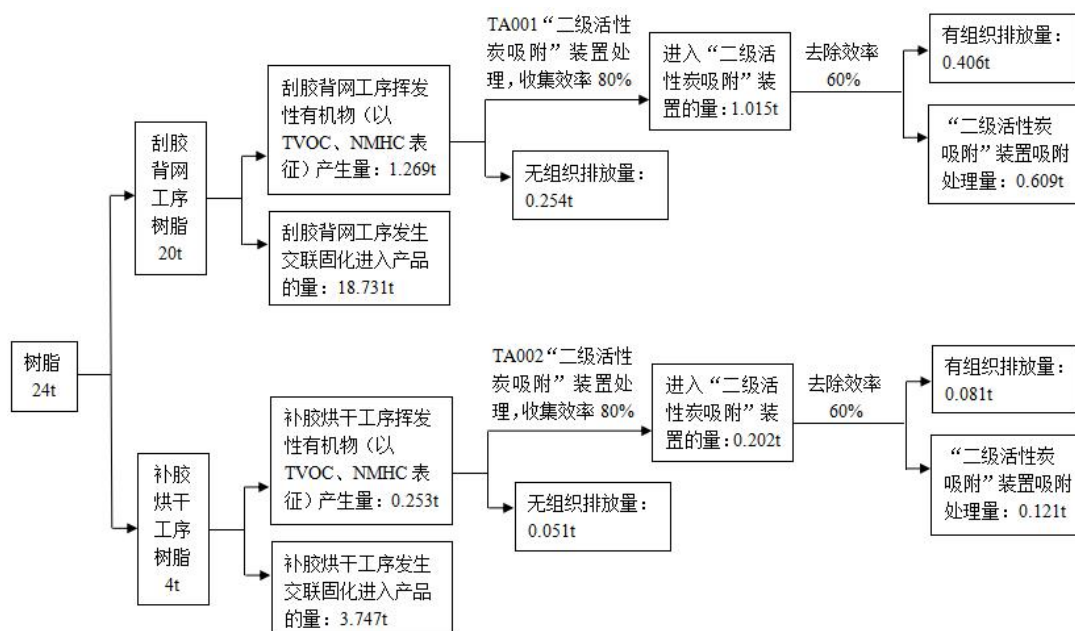 树脂
24t
刮胶
背网
工序
树脂
20t
刮胶背网工序挥发
性有机物（以
TVOC、NMHC 表
征）产生量：1.269t
刮胶背网工序发生
交联固化进入产品
的量：18.731t
TA001“二级活性
炭吸附”装置处
理，收集效率 80%
无组织排放量：
0.254t
进入“二级活
性炭吸附”装
置的量：1.015t
去除效率
60%
有组织排放量：
0.406t
“二级活性炭
吸附”装置吸附
处理量：0.609t
补胶
烘干
工序
树脂
4t
补胶烘干工序挥发
性有机物（以
TVOC、NMHC 表
征）产生量：0.253t
补胶烘干工序发生
交联固化进入产品
的量：3.747t
TA002“二级活性
炭吸附”装置处
理，收集效率 80%
无组织排放量：
0.051t
进入“二级活
性炭吸附”装
置的量：0.202t
去除效率
60%
有组织排放量：
0.081t
“二级活性炭
吸附”装置吸附
处理量：0.121t